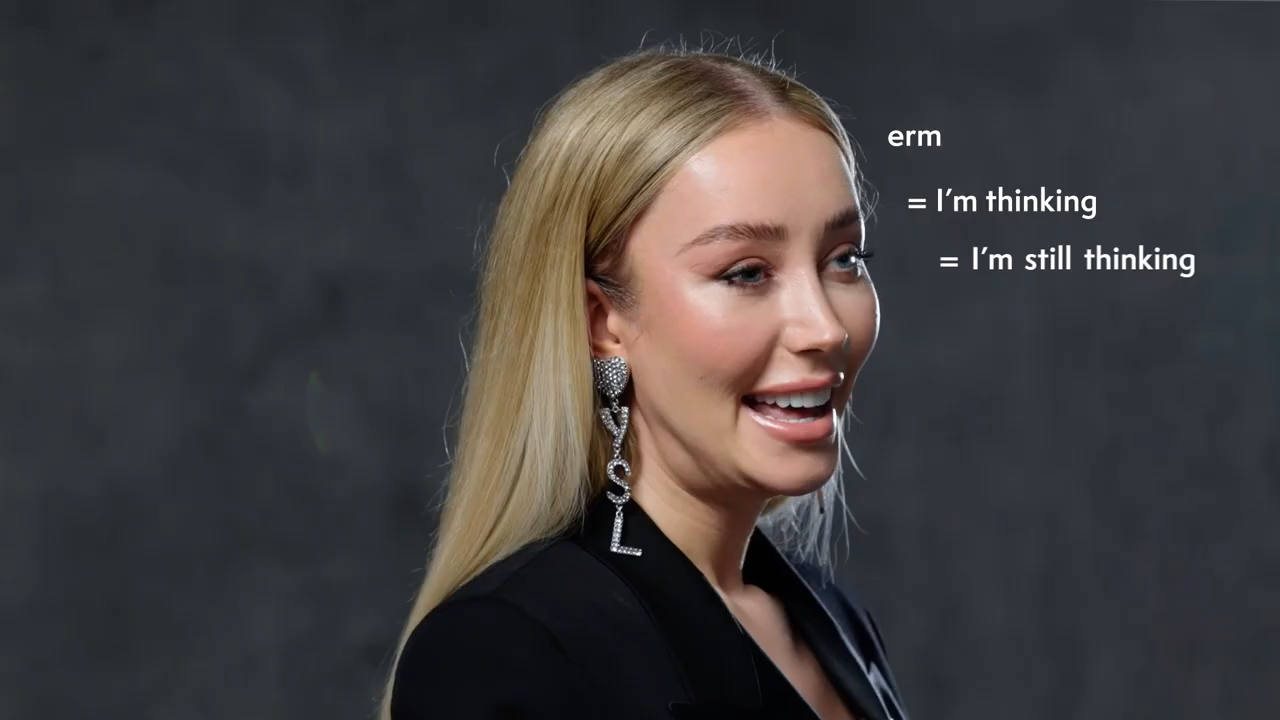 erm
= I'm thinking
= I'm still thinking
YSL